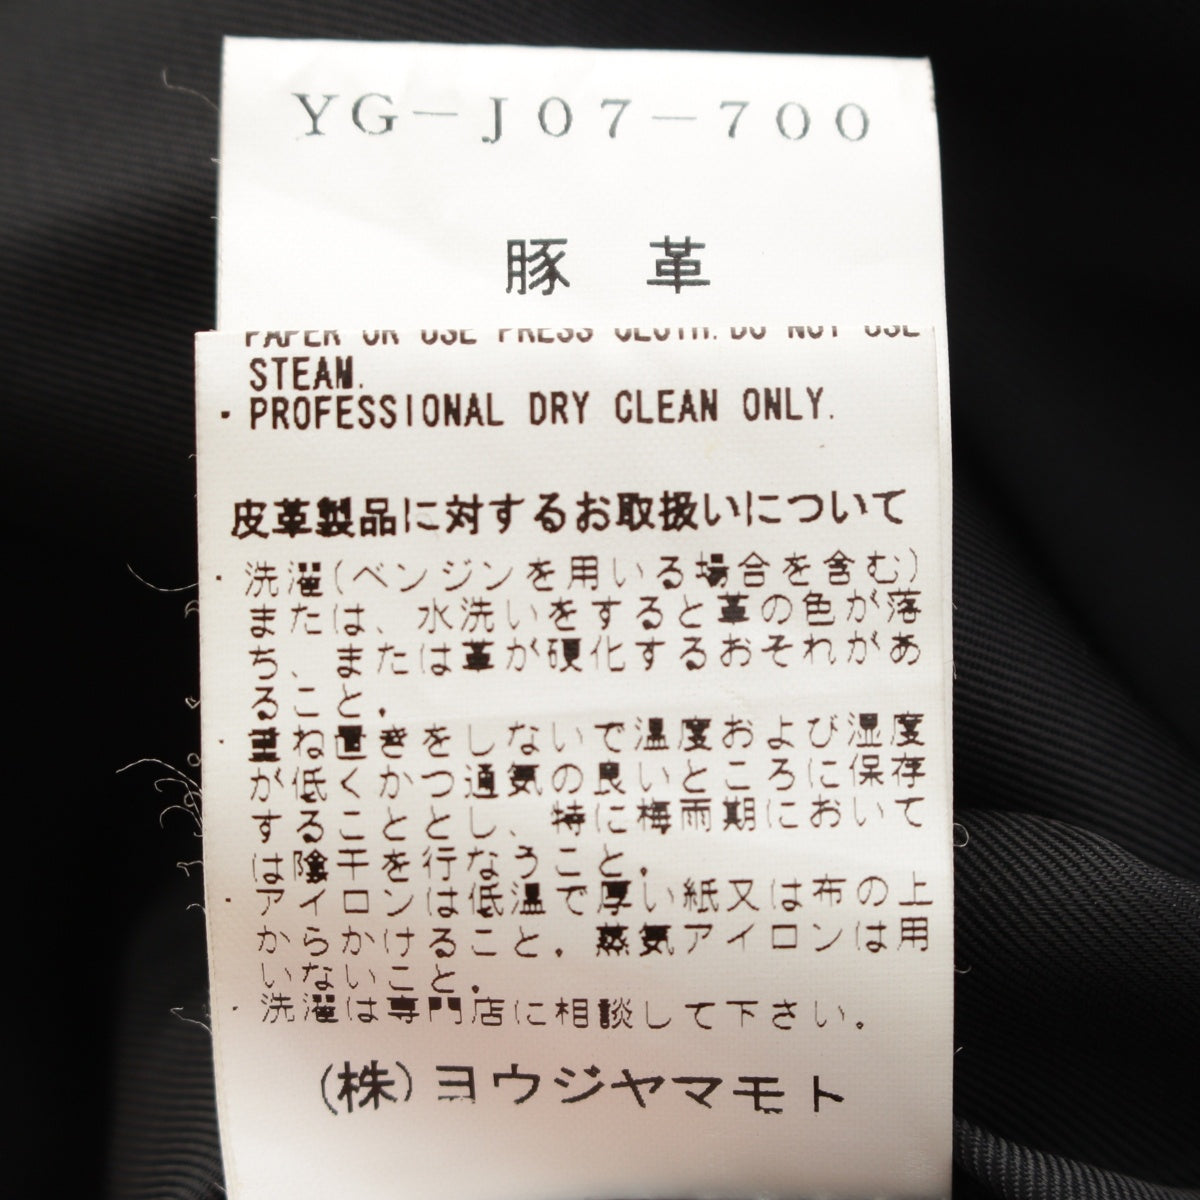 YG-J07-700
豚革
PAPER OR USE PRESS CLOTH. DO NOT USE
STEAM.
・PROFESSIONAL DRY CLEAN ONLY.
皮革製品に対するお取扱いについて
・洗濯(ベンジンを用いる場合を含む)
または、水洗いをすると革の色が落
ち、または革が硬化するおそれがあ
ること.
・重ね置きをしないで温度および湿度
が低くかつ通気の良いところに保存
することとし、特に梅雨期において
は陰干を行なうこと.
・アイロンは低温で厚い紙又は布の上
からかけること.蒸気アイロンは用
いないこと.
・洗濯は専門店に相談して下さい。
(株)ヨウジヤマモト